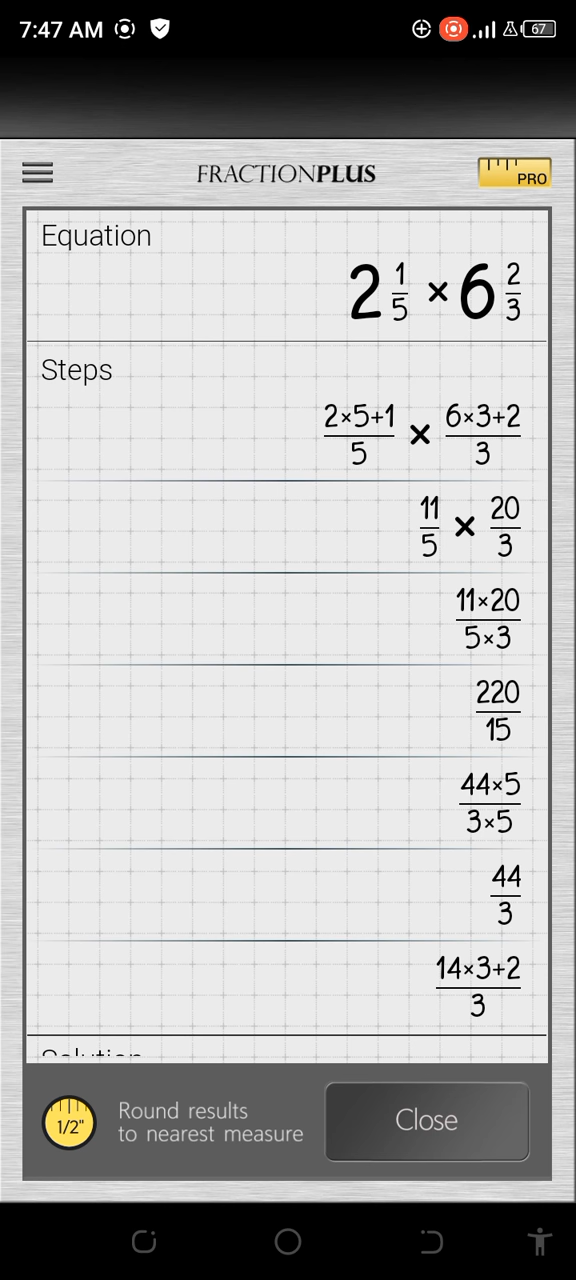 7:47 AM 67
FRACTIONPLUS PRO
Equation
2 1/5 × 6 2/3
Steps
2×5+1/5 × 6×3+2/3
11/5 × 20/3
11×20/5×3
220/15
44×5/3×5
44/3
14×3+2/3
Solution
1/2" Round results
to nearest measure
Close